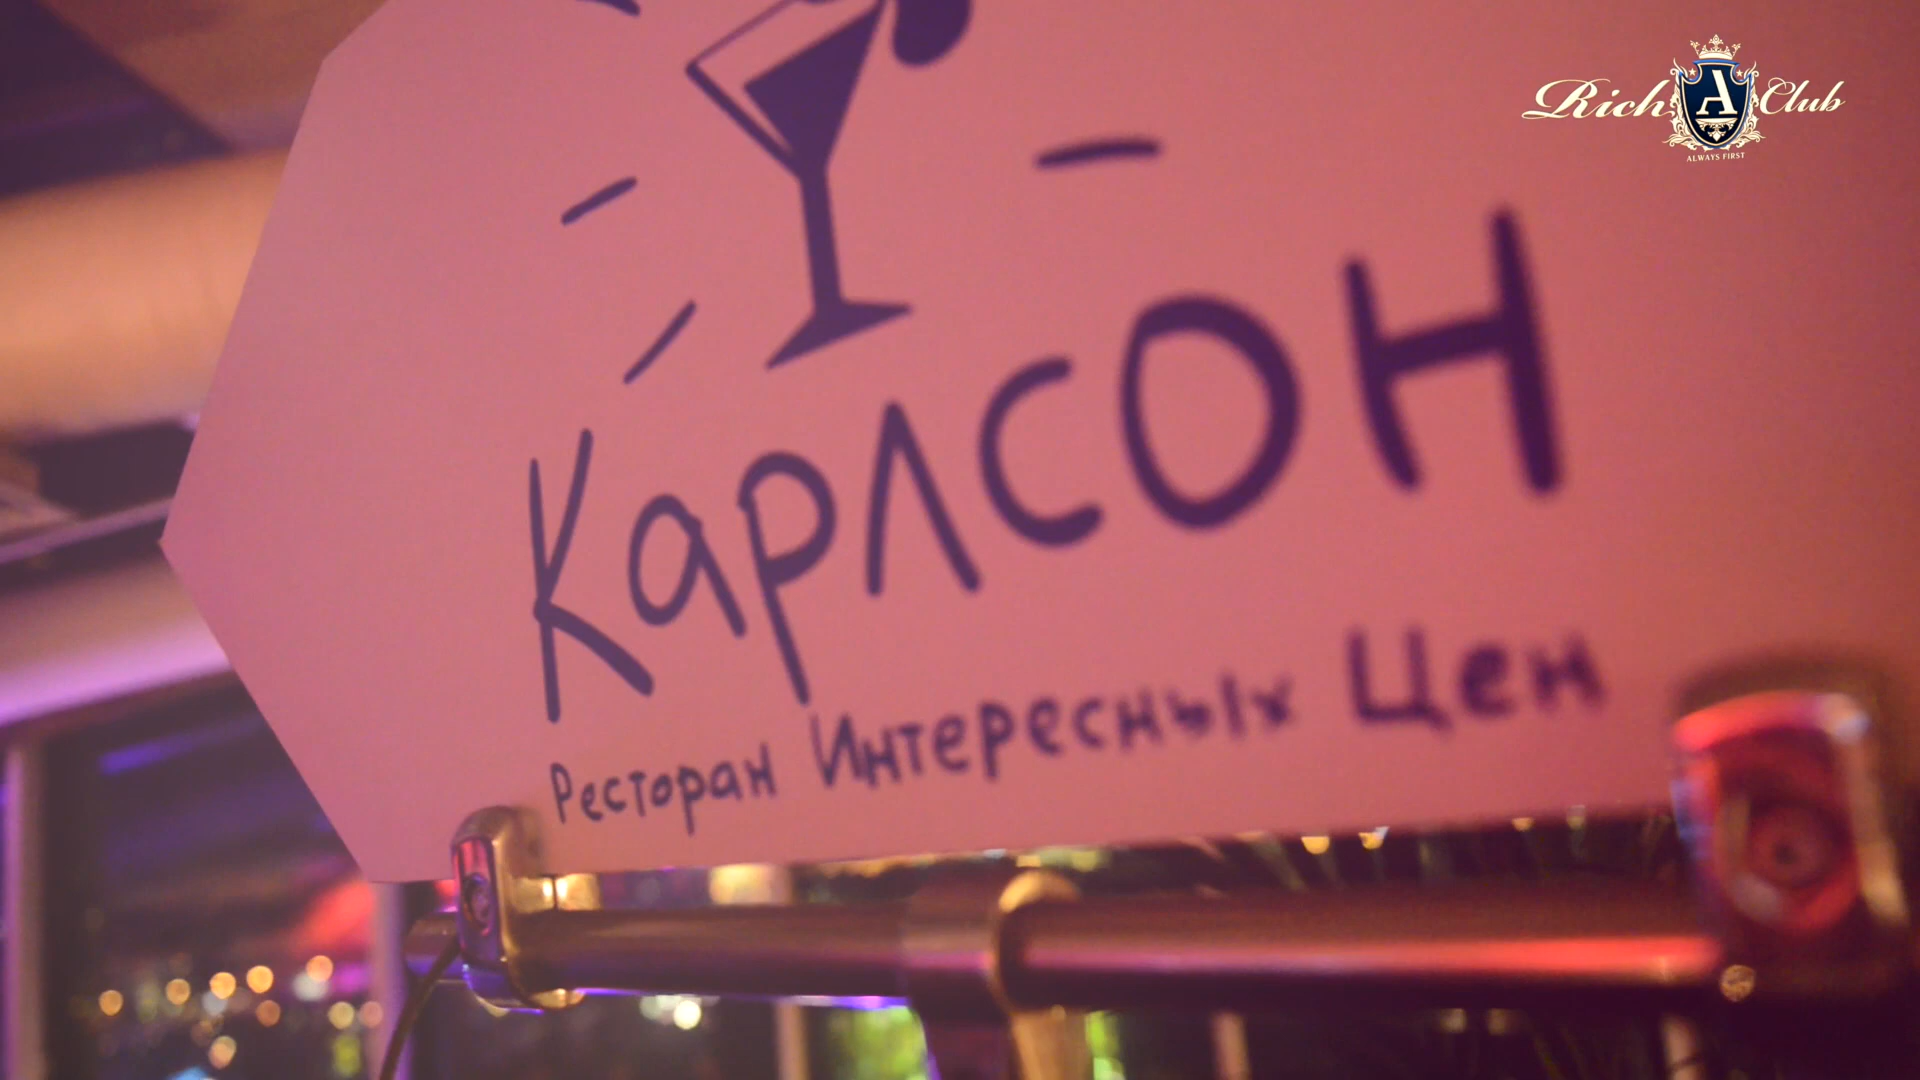 Rich A Club
ALWAYS FIRST
Карлсон
Ресторан Интересных Цен